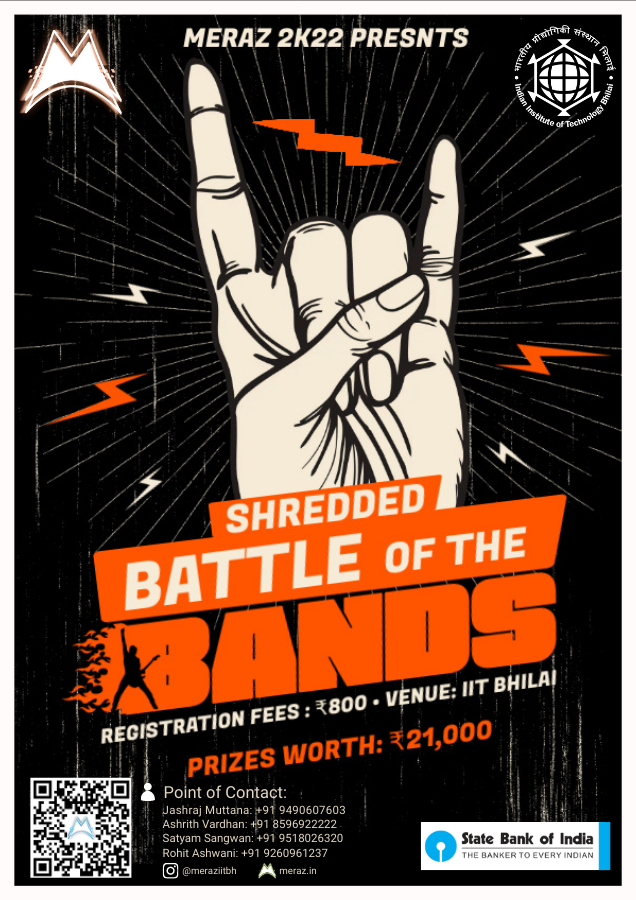 MERAZ 2K22 PRESNTS
भारतीय प्रौद्योगिकी संस्थान भिलाई
Indian Institute of Technology Bhilai
SHREDDED
BATTLE OF THE
BANDS
REGISTRATION FEES : ₹800 • VENUE: IIT BHILAI
PRIZES WORTH: ₹21,000
Point of Contact:
Jashraj Muttana: +91 9490607603
Ashrith Vardhan: +91 8596922222
Satyam Sangwan: +91 9518026320
Rohit Ashwani: +91 9260961237
@meraziitbh meraz.in
State Bank of India
THE BANKER TO EVERY INDIAN